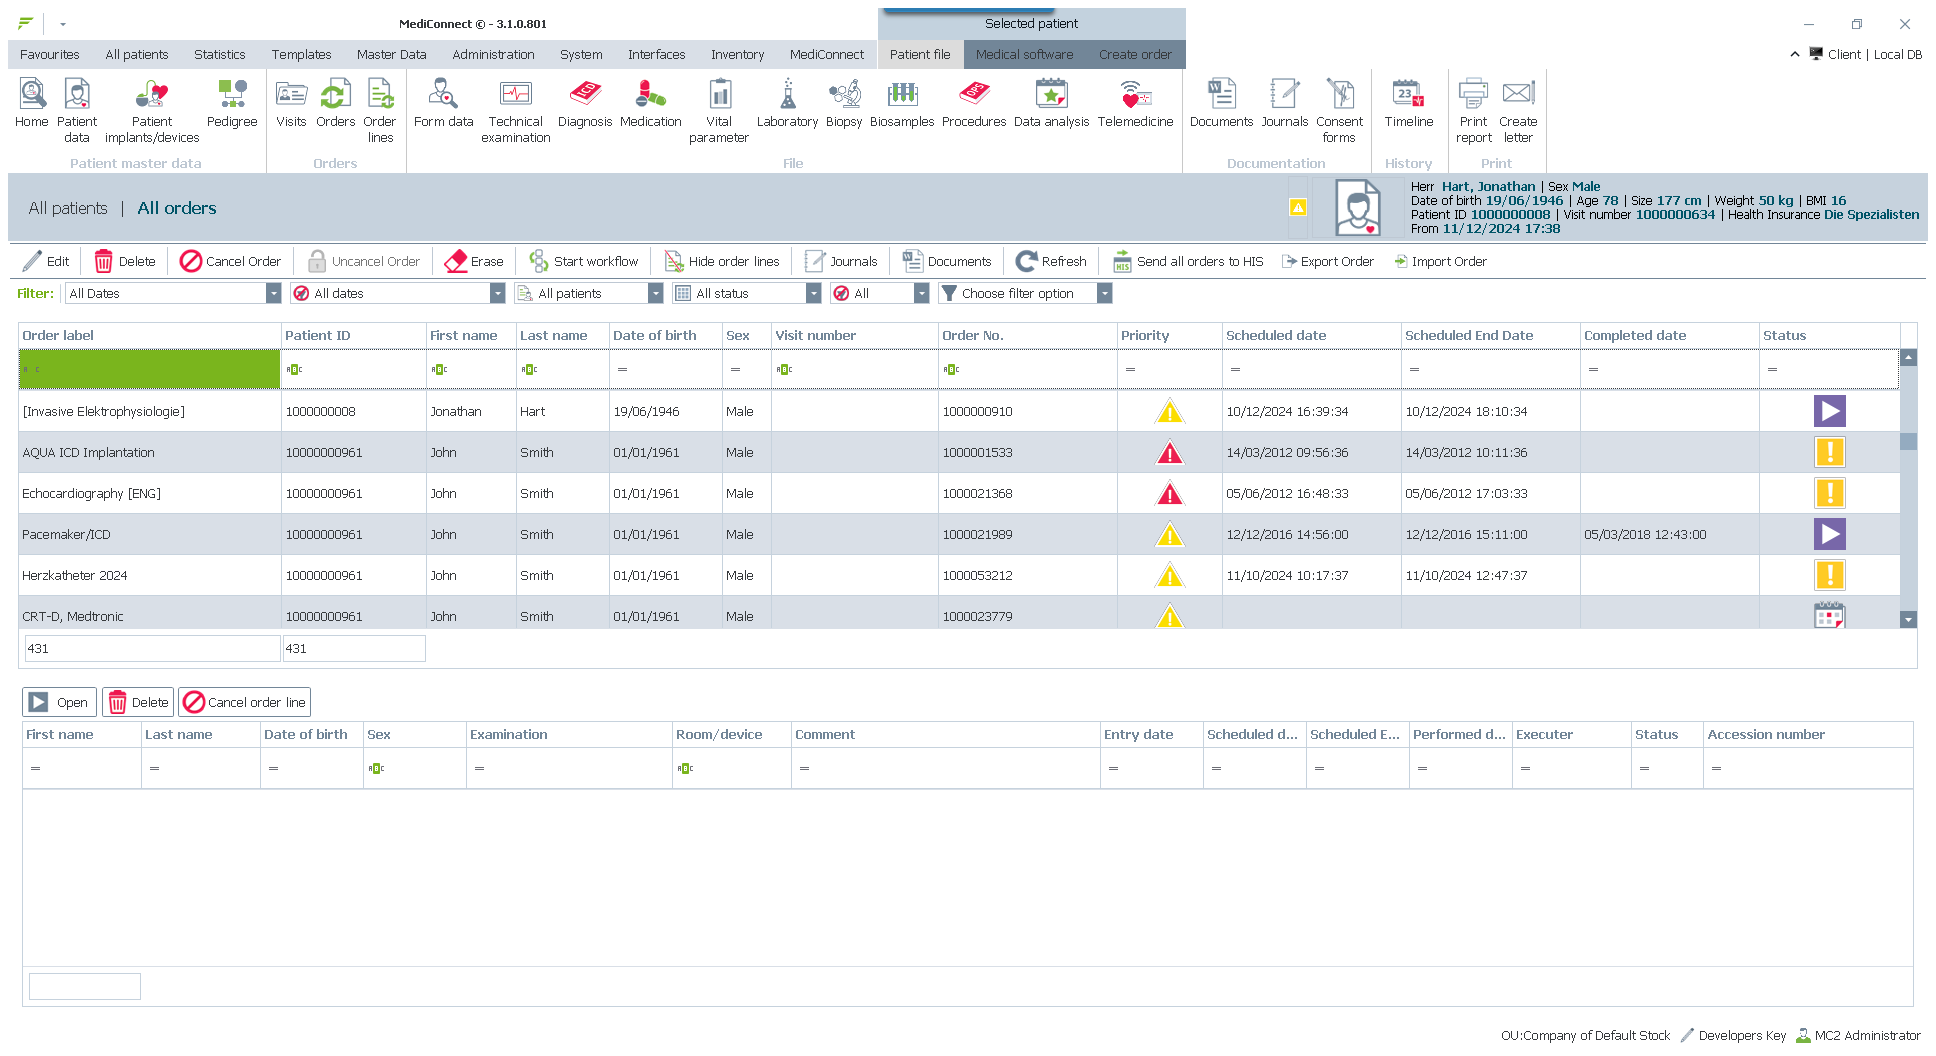 MediConnect © - 3.1.0.801
Selected patient
Favourites All patients Statistics Templates Master Data Administration System Interfaces Inventory MediConnect Patient file Medical software Create order
Client | Local DB
Home
Patient data
Patient implants/devices
Pedigree
Patient master data
Visits
Orders
Order lines
Orders
Form data
Technical examination
Diagnosis
Medication
Vital parameter
Laboratory
Biopsy
Biosamples
Procedures
Data analysis
Telemedicine
File
Documents
Journals
Consent forms
Documentation
23
Timeline
History
Print report
Create letter
Print
All patients | All orders
Herr Hart, Jonathan | Sex Male
Date of birth 19/06/1946 | Age 78 | Size 177 cm | Weight 50 kg | BMI 16
Patient ID 1000000008 | Visit number 1000000634 | Health Insurance Die Spezialisten
From 11/12/2024 17:38
Edit Delete Cancel Order Uncancel Order Erase Start workflow Hide order lines Journals Documents Refresh Send all orders to HIS Export Order Import Order
Filter: All Dates All dates All patients All status All Choose filter option
Order label Patient ID First name Last name Date of birth Sex Visit number Order No. Priority Scheduled date Scheduled End Date Completed date Status
[Invasive Elektrophysiologie] 1000000008 Jonathan Hart 19/06/1946 Male 1000000910 10/12/2024 16:39:34 10/12/2024 18:10:34
AQUA ICD Implantation 10000000961 John Smith 01/01/1961 Male 1000001533 14/03/2012 09:56:36 14/03/2012 10:11:36
Echocardiography [ENG] 10000000961 John Smith 01/01/1961 Male 1000021368 05/06/2012 16:48:33 05/06/2012 17:03:33
Pacemaker/ICD 10000000961 John Smith 01/01/1961 Male 1000021989 12/12/2016 14:56:00 12/12/2016 15:11:00 05/03/2018 12:43:00
Herzkatheter 2024 10000000961 John Smith 01/01/1961 Male 1000053212 11/10/2024 10:17:37 11/10/2024 12:47:37
CRT-D, Medtronic 10000000961 John Smith 01/01/1961 Male 1000023779
431 431
Open Delete Cancel order line
First name Last name Date of birth Sex Examination Room/device Comment Entry date Scheduled d... Scheduled E... Performed d... Executer Status Accession number
OU:Company of Default Stock Developers Key MC2 Administrator